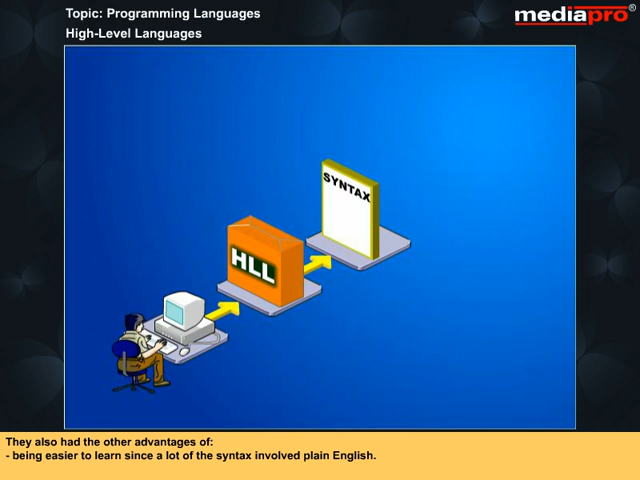 Topic: Programming Languages
High-Level Languages
mediapro®
SYNTAX
HLL
They also had the other advantages of:
- being easier to learn since a lot of the syntax involved plain English.